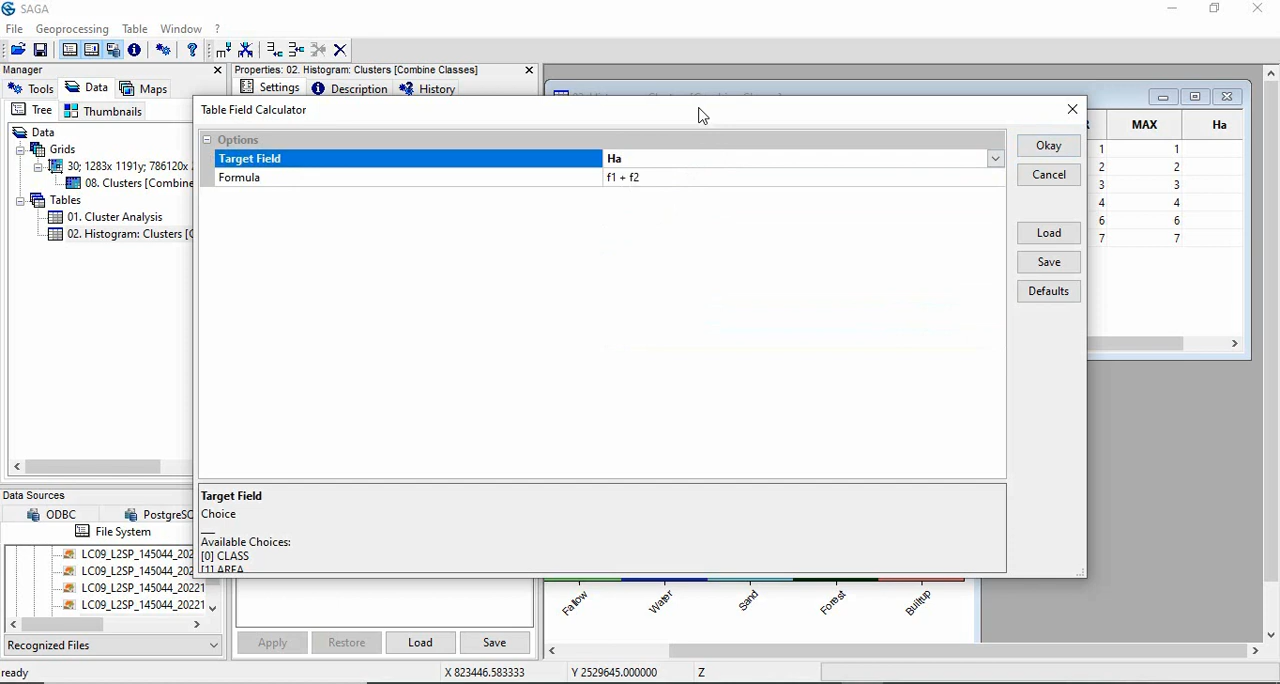 SAGA
File Geoprocessing Table Window ?
Manager
Tools Data Maps
Tree Thumbnails
Data
Grids
30; 1283x 1191y; 786120x
08. Clusters [Combine
Tables
01. Cluster Analysis
02. Histogram: Clusters [C
Properties: 02. Histogram: Clusters [Combine Classes]
Settings Description History
Table Field Calculator
Options
Target Field Ha
Formula f1 + f2
Okay
Cancel
Load
Save
Defaults
Target Field
Choice
Available Choices:
[0] CLASS
[1] AREA
MAX Ha
1 1
2 2
3 3
4 4
6 6
7 7
Data Sources
ODBC PostgreSQ
File System
LC09_L2SP_145044_202
LC09_L2SP_145044_20221
LC09_L2SP_145044_20221
LC09_L2SP_145044_20221
Recognized Files
Apply Restore Load Save
Fallow Water Sand Forest Builtup
ready X 823446.583333 Y 2529645.000000 Z